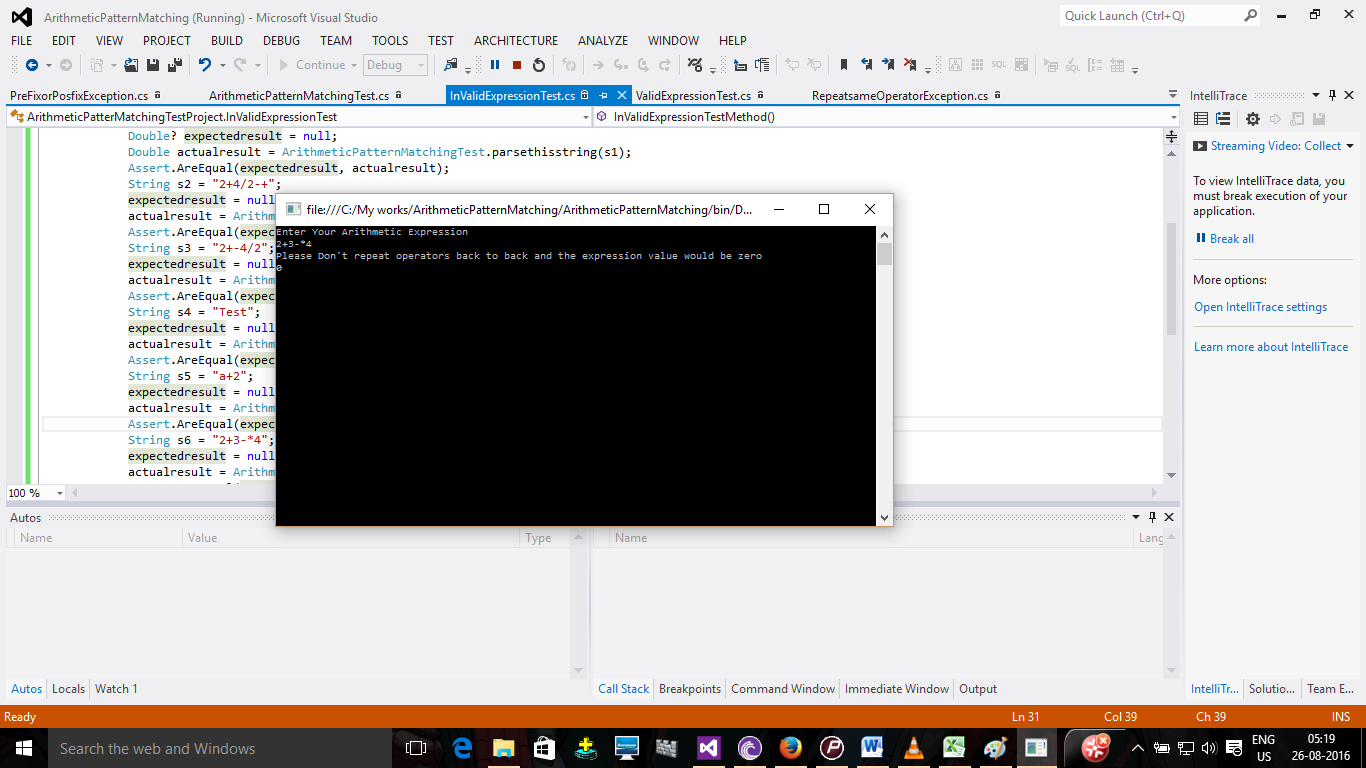 ArithmeticPatternMatching (Running) - Microsoft Visual Studio
Quick Launch (Ctrl+Q)
FILE EDIT VIEW PROJECT BUILD DEBUG TEAM TOOLS TEST ARCHITECTURE ANALYZE WINDOW HELP
Continue Debug
PreFixorPosfixException.cs ArithmeticPatternMatchingTest.cs InValidExpressionTest.cs ValidExpressionTest.cs RepeatsameOperatorException.cs
ArithmeticPatterMatchingTestProject.InValidExpressionTest InValidExpressionTestMethod()
Double? expectedresult = null;
Double actualresult = ArithmeticPatternMatchingTest.parsethisstring(s1);
Assert.AreEqual(expectedresult, actualresult);
String s2 = "2+4/2-+";
expectedresult = null
actualresult = Arithm
Assert.AreEqual(expec
String s3 = "2+-4/2";
expectedresult = null
actualresult = Arithm
Assert.AreEqual(expec
String s4 = "Test";
expectedresult = null
actualresult = Arithm
Assert.AreEqual(expec
String s5 = "a+2";
expectedresult = null
actualresult = Arithm
Assert.AreEqual(expec
String s6 = "2+3-*4";
expectedresult = null
actualresult = Arithm
100 %
file:///C:/My works/ArithmeticPatternMatching/ArithmeticPatternMatching/bin/D...
Enter Your Arithmetic Expression
2+3-*4
Please Don't repeat operators back to back and the expression value would be zero
0
IntelliTrace
Streaming Video: Collect
To view IntelliTrace data, you
must break execution of your
application.
Break all
More options:
Open IntelliTrace settings
Learn more about IntelliTrace
Autos
Name Value Type
Name Lang
Autos Locals Watch 1
Call Stack Breakpoints Command Window Immediate Window Output
IntelliTr... Solutio... Team E...
Ready Ln 31 Col 39 Ch 39 INS
Search the web and Windows
ENG
US
05:19
26-08-2016